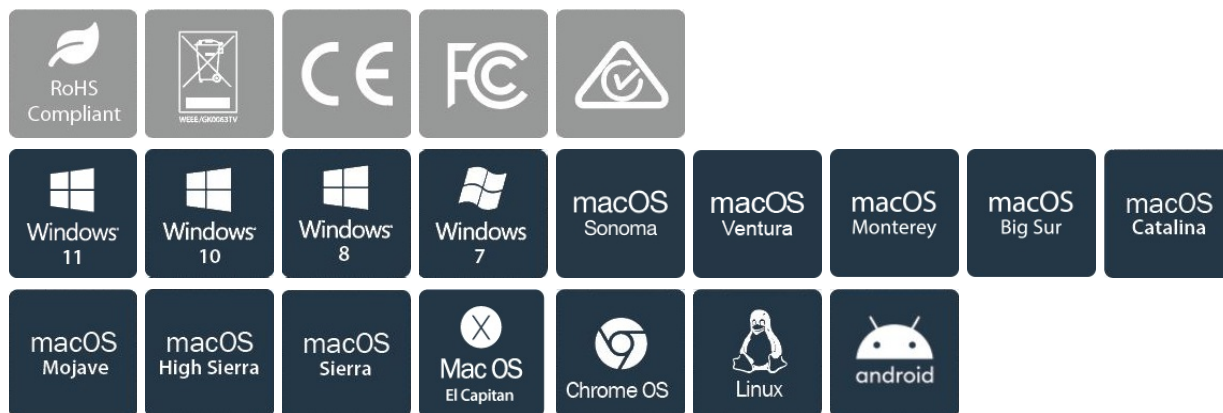 RoHS
Compliant
WEEE/GK0063TV
CE
FC
Windows
11
Windows
10
Windows
8
Windows
7
macOS
Sonoma
macOS
Ventura
macOS
Monterey
macOS
Big Sur
macOS
Catalina
macOS
Mojave
macOS
High Sierra
macOS
Sierra
X
Mac OS
El Capitan
Chrome OS
Linux
android